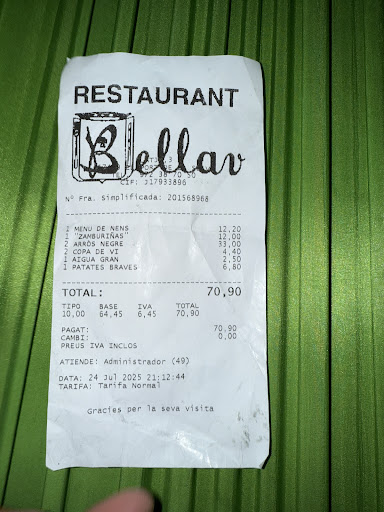 RESTAURANT
Bellav
CIF: J17933896
Nº Fra. Simplificada: 201568968
1 MENU DE NENS 12,20
1 "ZAMBURIÑAS" 12,00
2 ARRÒS NEGRE 33,00
2 COPA DE VI 4,40
1 AIGUA GRAN 2,50
1 PATATES BRAVES 6,80
TOTAL: 70,90
TIPO BASE IVA TOTAL
10,00 64,45 6,45 70,90
PAGAT: 70,90
CAMBI: 0,00
PREUS IVA INCLOS
ATIENDE: Administrador (49)
DATA: 24 Jul 2025 21:12:44
TARIFA: Tarifa Normal
Gracies per la seva visita